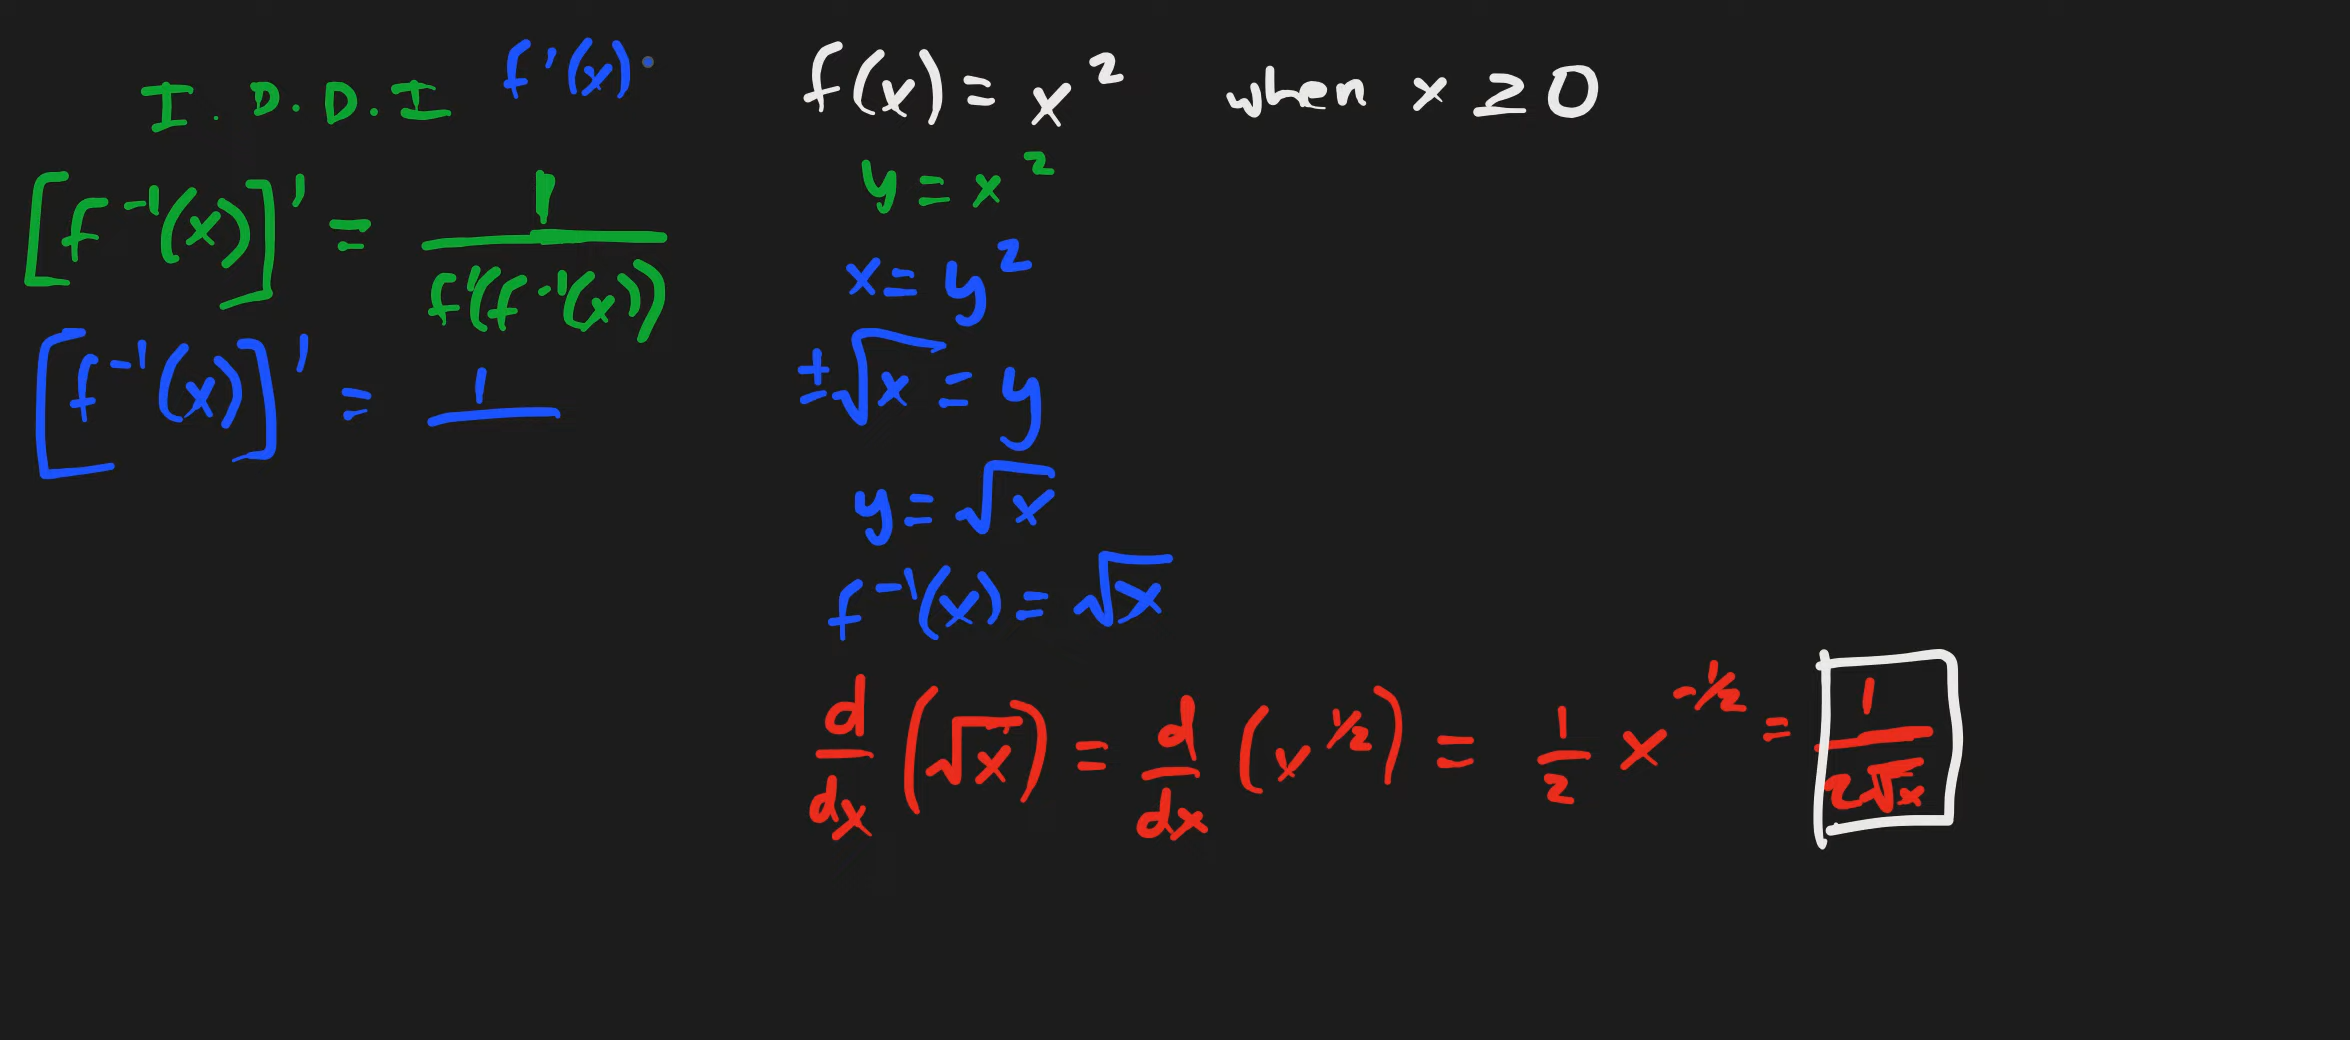 I. D. D. I
f'(x)
[f⁻¹(x)]' = 1/f'(f⁻¹(x))
[f⁻¹(x)]' = 1/
f(x) = x² when x ≥ 0
y = x²
x = y²
±√x = y
y = √x
f⁻¹(x) = √x
d/dx (√x) = d/dx (x^1/2) = 1/2 x^-1/2 = 1/2√x